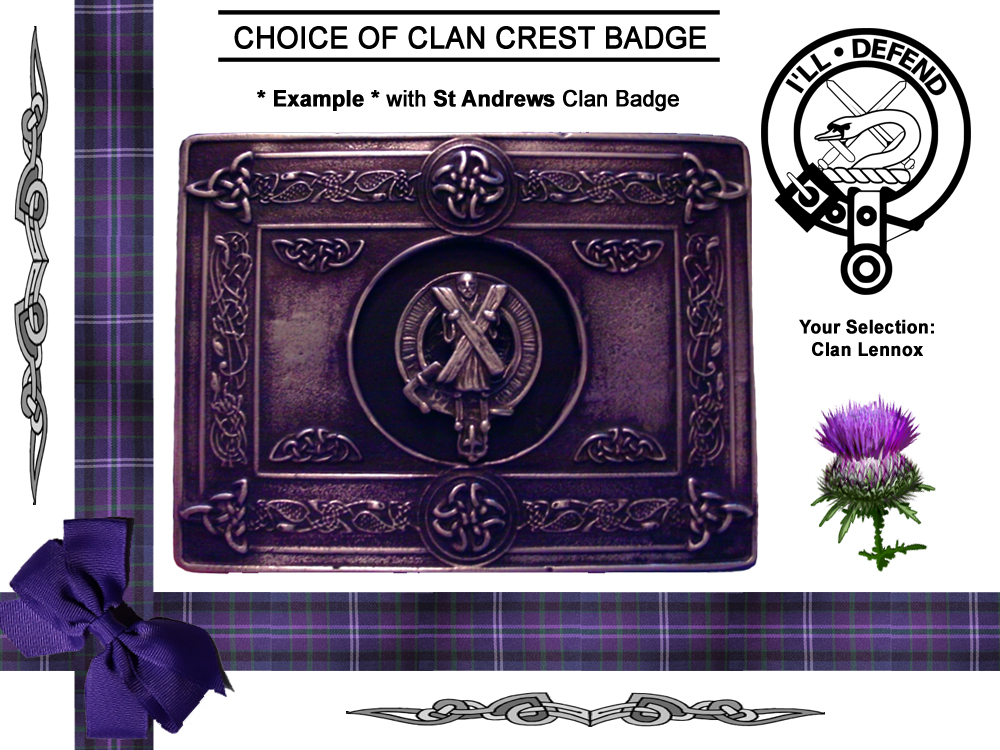 CHOICE OF CLAN CREST BADGE
* Example * with St Andrews Clan Badge
I'LL • DEFEND
Your Selection:
Clan Lennox